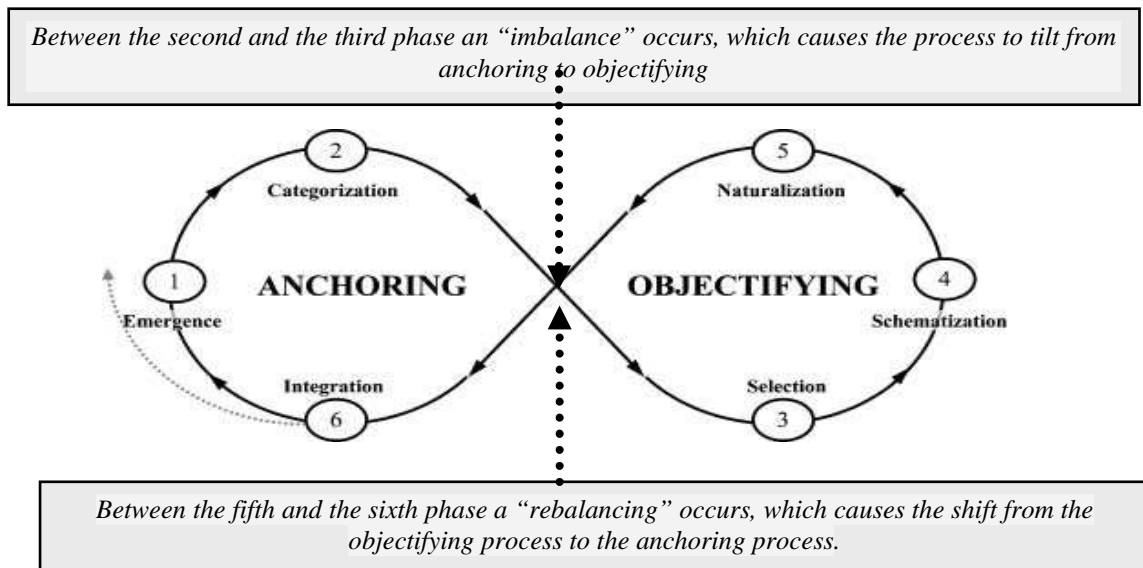 Between the second and the third phase an “imbalance” occurs, which causes the process to tilt from
anchoring to objectifying
2
Categorization
5
Naturalization
1
ANCHORING
OBJECTIFYING
4
Emergence
Schematization
Integration
6
Selection
3
Between the fifth and the sixth phase a “rebalancing” occurs, which causes the shift from the
objectifying process to the anchoring process.